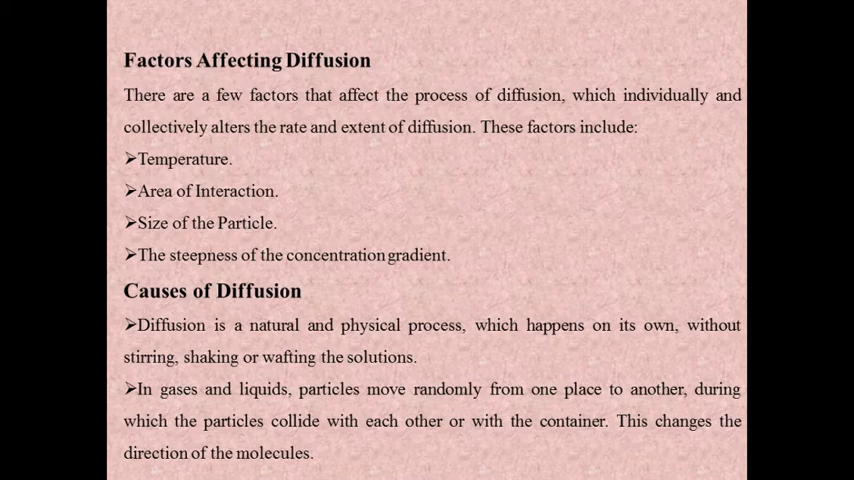 Factors Affecting Diffusion
There are a few factors that affect the process of diffusion, which individually and
collectively alters the rate and extent of diffusion. These factors include:
➢Temperature.
➢Area of Interaction.
➢Size of the Particle.
➢The steepness of the concentration gradient.
Causes of Diffusion
➢Diffusion is a natural and physical process, which happens on its own, without
stirring, shaking or wafting the solutions.
➢In gases and liquids, particles move randomly from one place to another, during
which the particles collide with each other or with the container. This changes the
direction of the molecules.